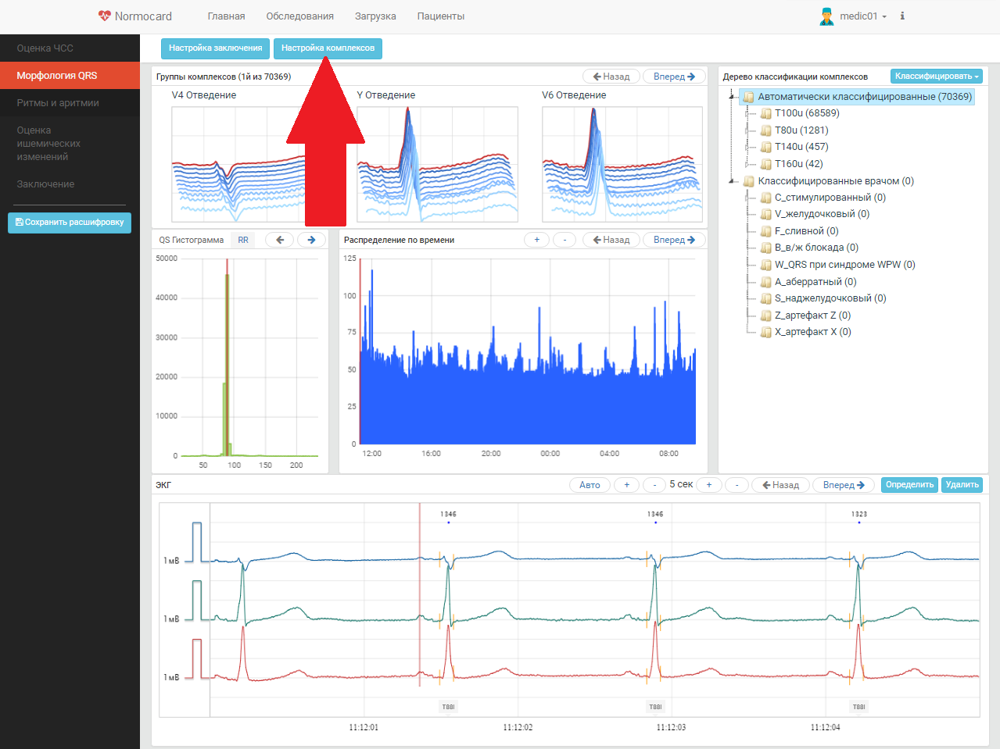 Normocard
Главная
Обследования
Загрузка
Пациенты
medic01
Оценка ЧСС
Морфология QRS
Ритмы и аритмии
Оценка
ишемических
изменений
Заключение
Сохранить расшифровку
Настройка заключения
Настройка комплексов
Группы комплексов (1й из 70369)
Назад
Вперед
V4 Отведение
Y Отведение
V6 Отведение
Дерево классификации комплексов
Классифицировать
Автоматически классифицированные (70369)
T100u (68589)
T80u (1281)
T140u (457)
T160u (42)
Классифицированные врачом (0)
C_стимулированный (0)
V_желудочковый (0)
F_сливной (0)
B_в/ж блокада (0)
W_QRS при синдроме WPW (0)
A_аберратный (0)
S_наджелудочковый (0)
Z_артефакт Z (0)
X_артефакт X (0)
QS Гистограмма
RR
50000
40000
30000
20000
10000
0
50 100 150 200
Распределение по времени
+
-
Назад
Вперед
125
100
75
50
25
0
12:00 16:00 20:00 00:00 04:00 08:00
ЭКГ
Авто
+
-
5 сек
+
-
Назад
Вперед
Определить
Удалить
1346 1346 1323
1мВ
1мВ
1мВ
T88I T88I T88I
11:12:01 11:12:02 11:12:03 11:12:04